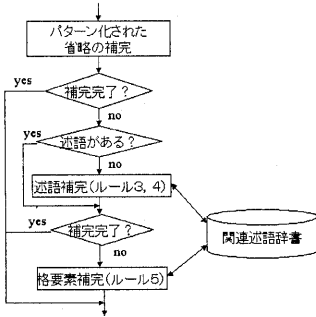 パターン化された
省略の補完
yes
補完完了？
no
yes
述語がある？
no
述語補完(ルール3, 4)
yes
補完完了？
関連述語辞書
no
格要素補完(ルール5)